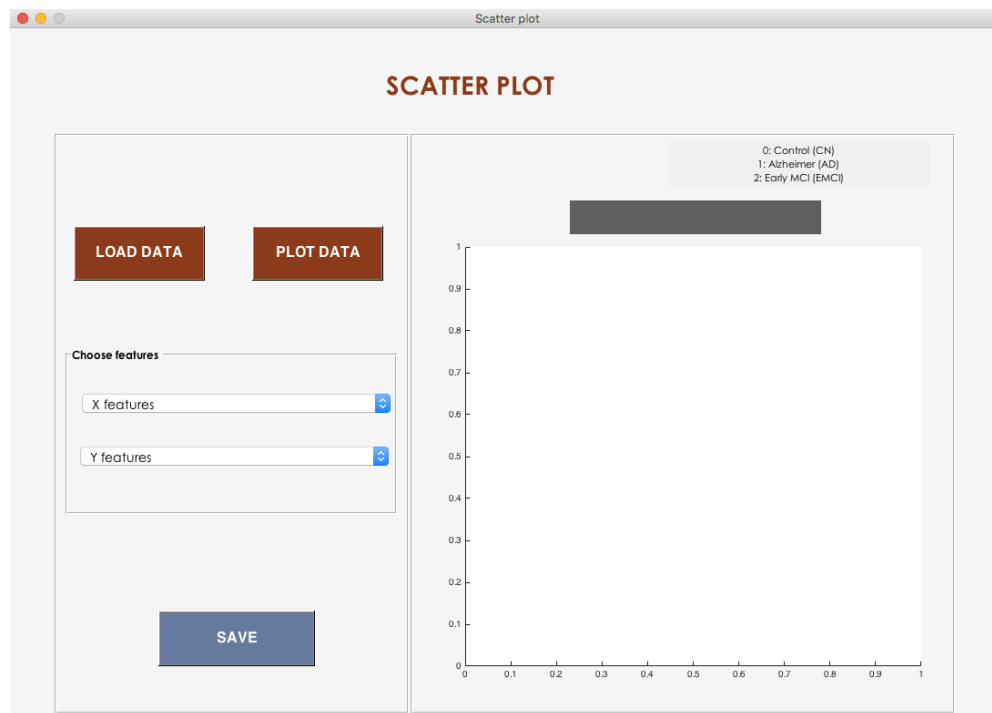 Scatter plot
SCATTER PLOT
LOAD DATA
PLOT DATA
Choose features
X features
Y features
SAVE
0: Control (CN)
1: Alzheimer (AD)
2: Early MCI (EMCI)
1
0.9
0.8
0.7
0.6
0.5
0.4
0.3
0.2
0.1
0
0 0.1 0.2 0.3 0.4 0.5 0.6 0.7 0.8 0.9 1